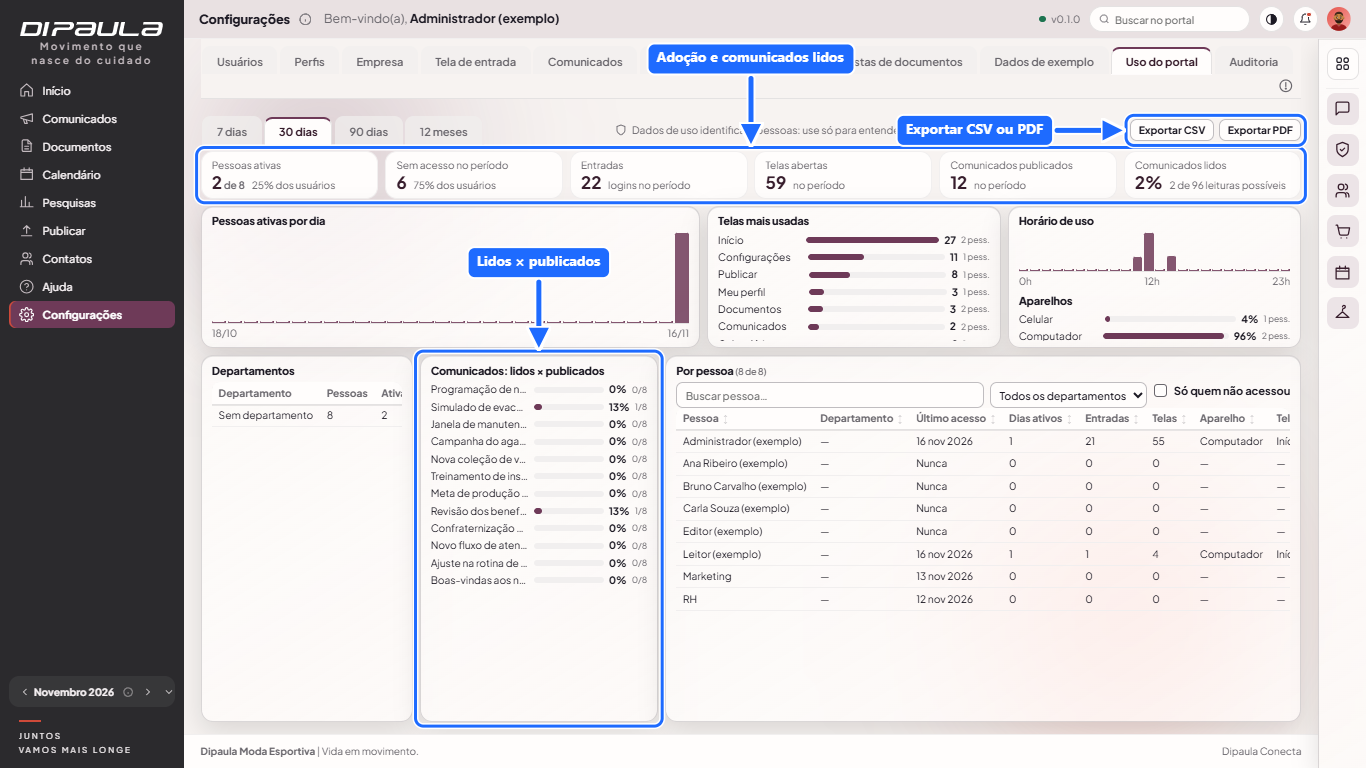 DIPAULA
Movimento que
nasce do cuidado
Início
Comunicados
Documentos
Calendário
Pesquisas
Publicar
Contatos
Ajuda
Configurações
Novembro 2026
JUNTOS
VAMOS MAIS LONGE
Configurações Bem-vindo(a), Administrador (exemplo) v0.1.0 Buscar no portal
Usuários Perfis Empresa Tela de entrada Comunicados Adoção e comunicados lidos de documentos Dados de exemplo Uso do portal Auditoria
7 dias 30 dias 90 dias 12 meses Dados de uso pessoas: use só para Exportar CSV ou PDF Exportar CSV Exportar PDF
Pessoas ativas Sem acesso no período Entradas Telas abertas Comunicados publicados Comunicados lidos
2 de 8 25% dos usuários 6 75% dos usuários 22 logins no período 59 no período 12 no período 2% 2 de 96 leituras possíveis
Pessoas ativas por dia
Lidos × publicados
18/10 16/11
Telas mais usadas
Início 27 2 pess.
Configurações 11 1 pess.
Publicar 8 1 pess.
Meu perfil 3 1 pess.
Documentos 3 2 pess.
Comunicados 2 2 pess.
Horário de uso
0h 12h 23h
Aparelhos
Celular 4% 1 pess.
Computador 96% 2 pess.
Departamentos
Departamento Pessoas Ativ
Sem departamento 8 2
Comunicados: lidos × publicados
Programação de n... 0% 0/8
Simulado de evac... 13% 1/8
Janela de manuten... 0% 0/8
Campanha do aga... 0% 0/8
Nova coleção de v... 0% 0/8
Treinamento de ins... 0% 0/8
Meta de produção ... 0% 0/8
Revisão dos benef... 13% 1/8
Confraternização ... 0% 0/8
Novo fluxo de aten... 0% 0/8
Ajuste na rotina de ... 0% 0/8
Boas-vindas aos n... 0% 0/8
Por pessoa (8 de 8)
Buscar pessoa... Todos os departamentos Só quem não acessou
Pessoa Departamento Último acesso Dias ativos Entradas Telas Aparelho Tel
Administrador (exemplo) — 16 nov 2026 1 21 55 Computador Iníc
Ana Ribeiro (exemplo) — Nunca 0 0 0 — —
Bruno Carvalho (exemplo) — Nunca 0 0 0 — —
Carla Souza (exemplo) — Nunca 0 0 0 — —
Editor (exemplo) — Nunca 0 0 0 — —
Leitor (exemplo) — 16 nov 2026 1 1 4 Computador Iníc
Marketing — 13 nov 2026 0 0 0 — —
RH — 12 nov 2026 0 0 0 — —
Dipaula Moda Esportiva | Vida em movimento. Dipaula Conecta